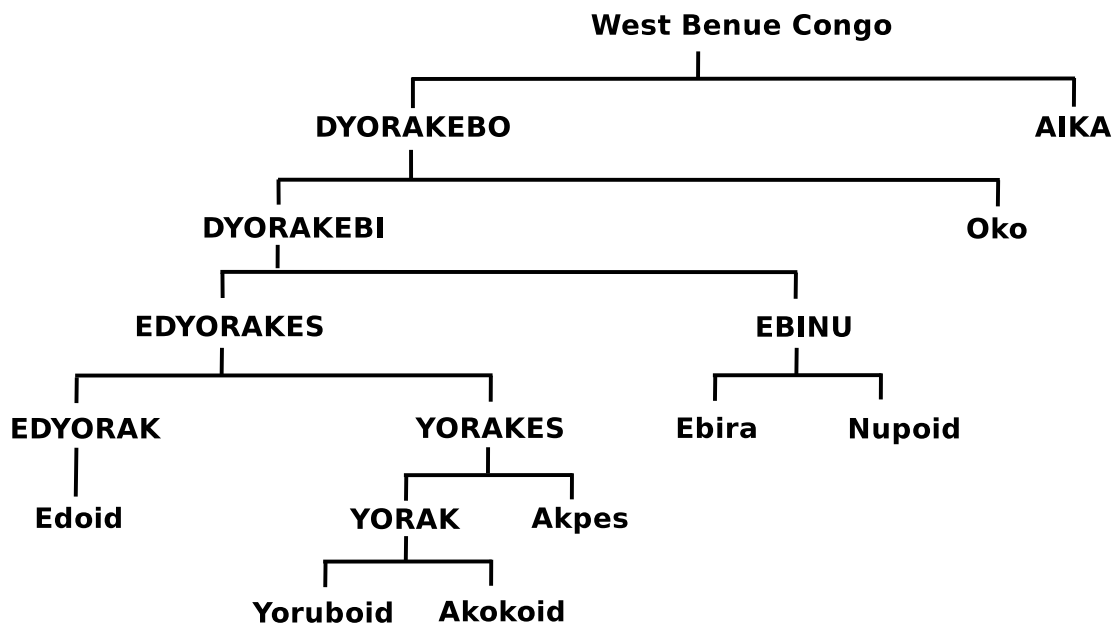 West Benue Congo
DYORAKEBO
AIKA
DYORAKEBI
Oko
EDYORAKES
EBINU
EDYORAK
YORAKES
Ebira
Nupoid
Edoid
YORAK
Akpes
Yoruboid
Akokoid